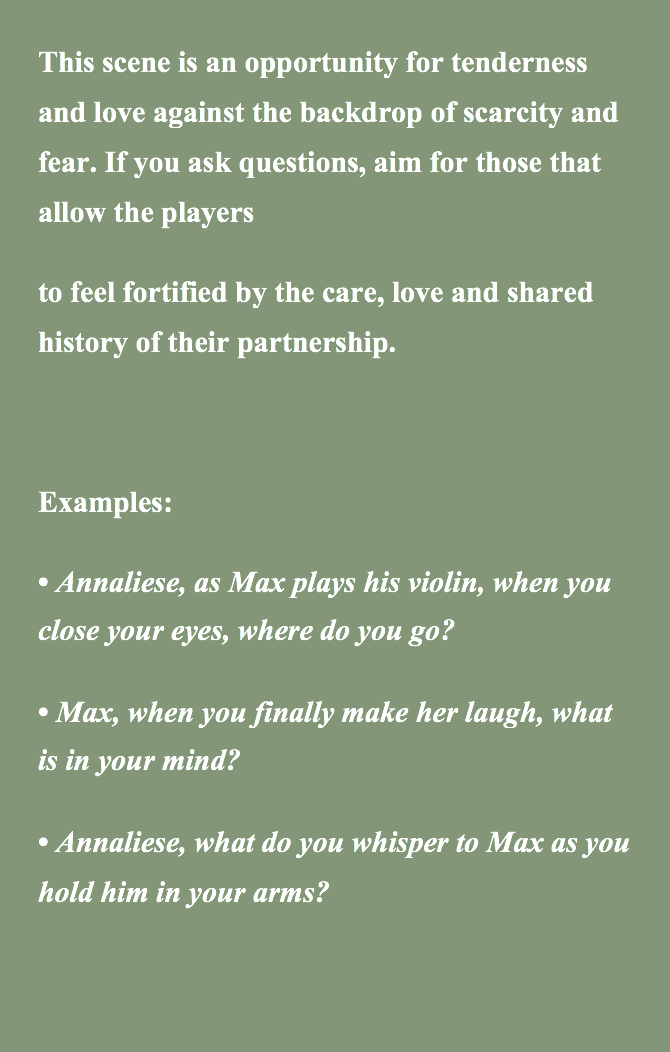 This scene is an opportunity for tenderness
and love against the backdrop of scarcity and
fear. If you ask questions, aim for those that
allow the players
to feel fortified by the care, love and shared
history of their partnership.
Examples:
• Annaliese, as Max plays his violin, when you
close your eyes, where do you go?
• Max, when you finally make her laugh, what
is in your mind?
• Annaliese, what do you whisper to Max as you
hold him in your arms?